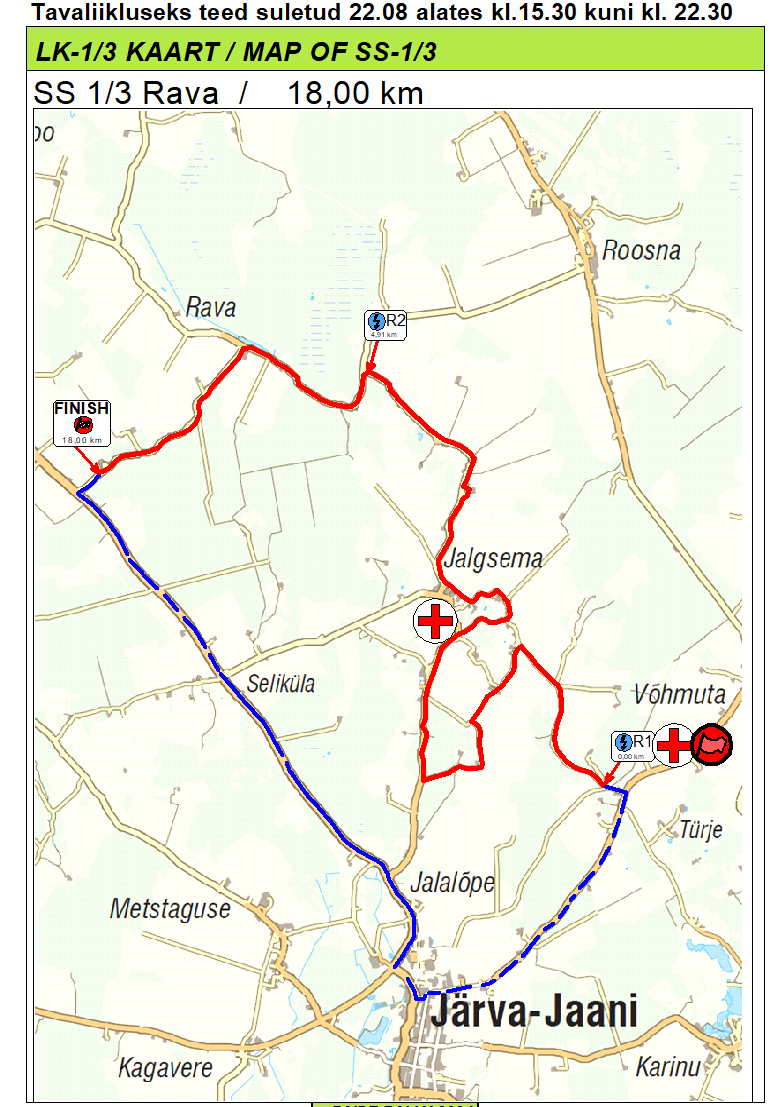 Tavaliikluseks teed suletud 22.08 alates kl.15.30 kuni kl. 22.30
LK-1/3 KAART / MAP OF SS-1/3
SS 1/3 Rava / 18,00 km
Roosna
Rava
R2
4,91 km
FINISH
18,00 km
Jalgsema
Seliküla
Võhmuta
R1
0,00 km
Türje
Jalalõpe
Metstaguse
Järva-Jaani
Kagavere
Karinu